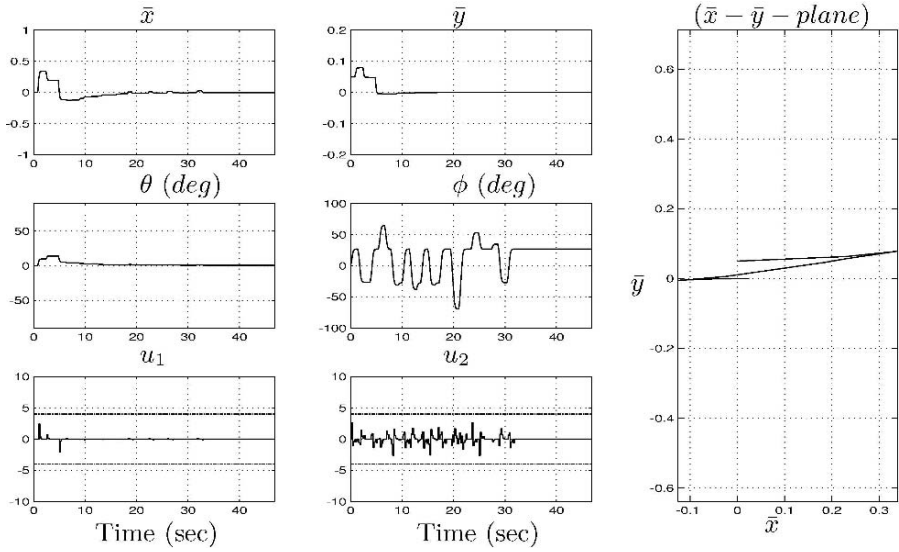 x̄
1
0.5
0
-0.5
-1
0 10 20 30 40
ȳ
0.2
0.1
0
-0.1
-0.2
0 10 20 30 40
θ (deg)
50
0
-50
0 10 20 30 40
ϕ (deg)
100
50
0
-50
-100
0 10 20 30 40
u₁
10
5
0
-5
-10
0 10 20 30 40
Time (sec)
u₂
10
5
0
-5
-10
0 10 20 30 40
Time (sec)
(x̄ − ȳ − plane)
0.6
0.4
0.2
ȳ
0
-0.2
-0.4
-0.6
-0.1 0 0.1 0.2 0.3
x̄